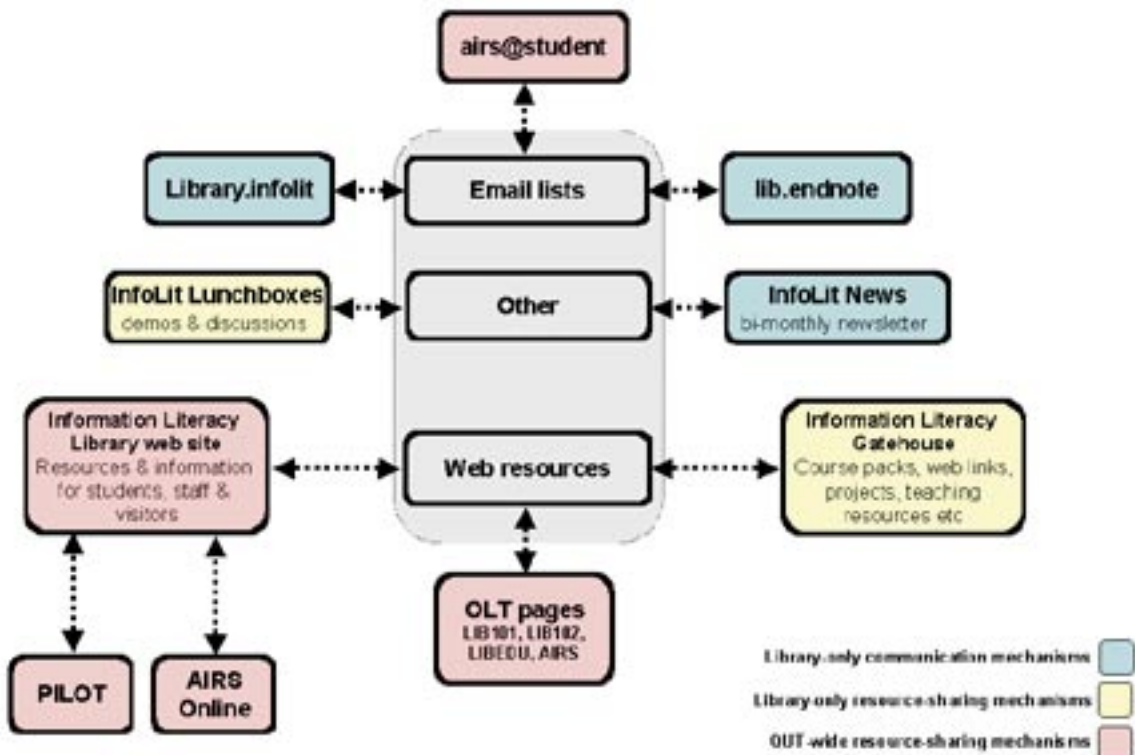 airs@student
Library.infolit
Email lists
lib.endnote
InfoLit Lunchboxes
demos & discussions
Other
InfoLit News
bi-monthly newsletter
Information Literacy
Library web site
Resources & information
for students, staff &
visitors
Web resources
Information Literacy
Gatehouse
Course packs, web links,
projects, teaching
resources etc
OLT pages
LIB101, LIB102,
LIBEDU, AIRS
PILOT
AIRS
Online
Library-only communication mechanisms
Library-only resource-sharing mechanisms
QUT-wide resource-sharing mechanisms